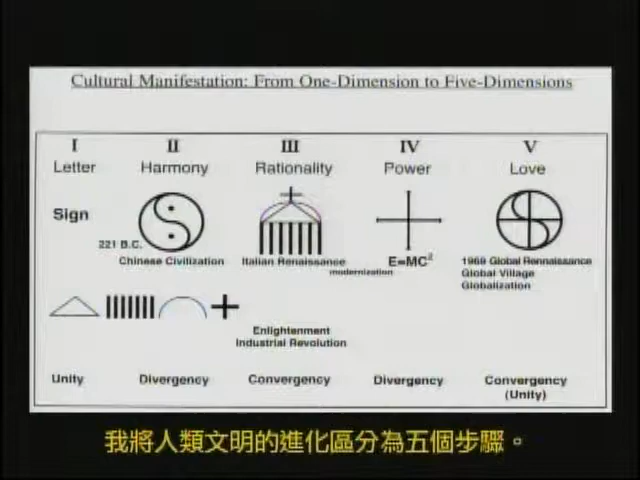 Cultural Manifestation: From One-Dimension to Five-Dimensions
I II III IV V
Letter Harmony Rationality Power Love
Sign
221 B.C.
Chinese Civilization Italian Renaissance E=MC² 1969 Global Rennaissance
modernization
Global Village
Globalization
Enlightenment
Industrial Revolution
Unity Divergency Convergency Divergency Convergency
(Unity)
我將人類文明的進化區分為五個步驟。